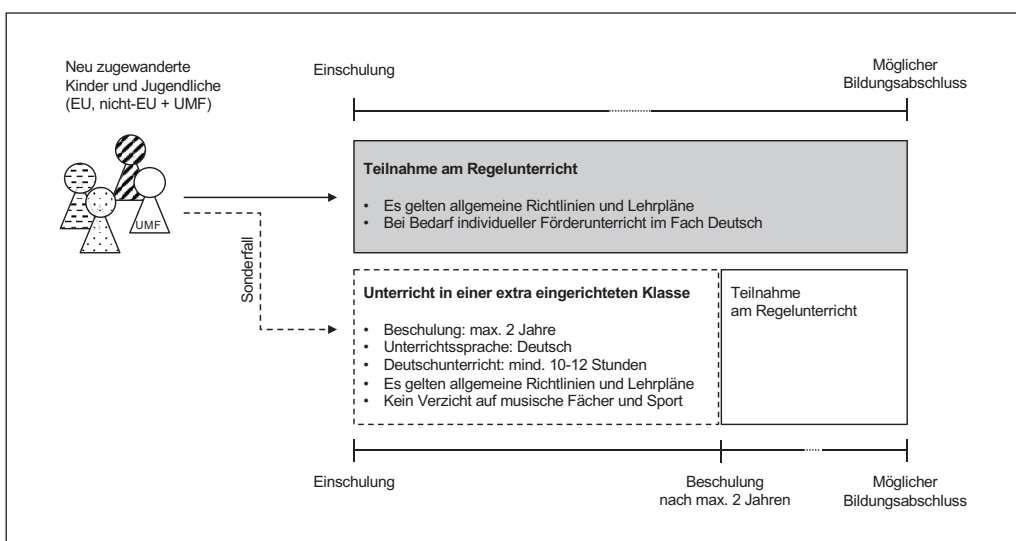 Neu zugewanderte
Kinder und Jugendliche
(EU, nicht-EU + UMF)
Einschulung
Möglicher
Bildungsabschluss
UMF
Sonderfall
Teilnahme am Regelunterricht
• Es gelten allgemeine Richtlinien und Lehrpläne
• Bei Bedarf individueller Förderunterricht im Fach Deutsch
Unterricht in einer extra eingerichteten Klasse
• Beschulung: max. 2 Jahre
• Unterrichtssprache: Deutsch
• Deutschunterricht: mind. 10-12 Stunden
• Es gelten allgemeine Richtlinien und Lehrpläne
• Kein Verzicht auf musische Fächer und Sport
Teilnahme
am Regelunterricht
Einschulung
Beschulung
nach max. 2 Jahren
Möglicher
Bildungsabschluss